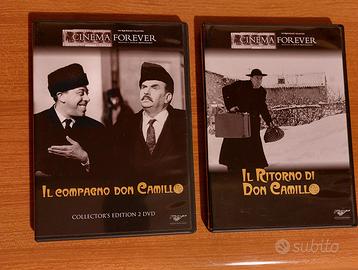 CINEMA FOREVER
IL COMPAGNO DON CAMILLO
COLLECTOR'S EDITION 2 DVD
CINEMA FOREVER
IL RITORNO DI
DON CAMILLO
subito